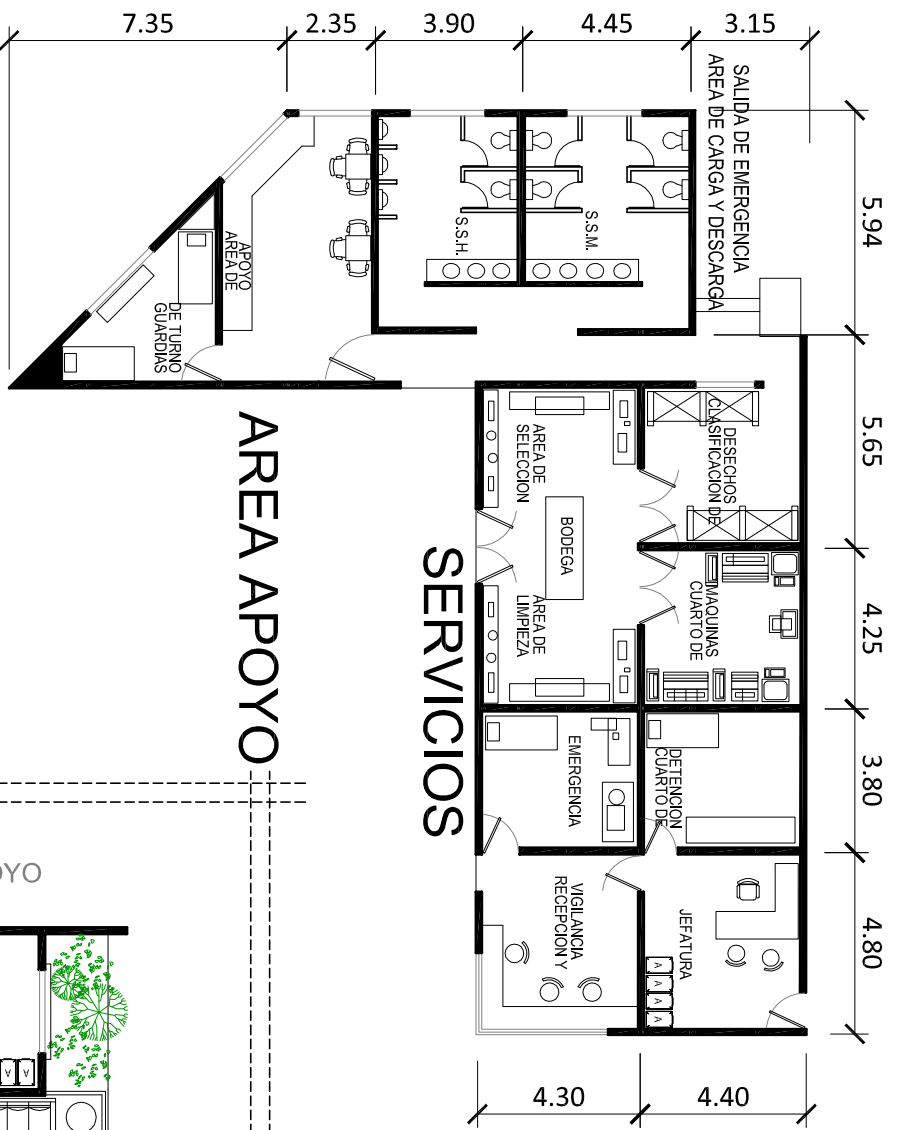 7.35
2.35
3.90
4.45
3.15
SALIDA DE EMERGENCIA
AREA DE CARGA Y DESCARGA
5.94
5.65
4.25
3.80
4.80
S.S.H.
S.S.M.
APOYO
AREA DE
DE TURNO
GUARDIAS
AREA APOYO
SERVICIOS
AREA DE
SELECCION
BODEGA
AREA DE
LIMPIEZA
DESECHOS
CLASIFICACION DE
MAQUINAS
CUARTO DE
EMERGENCIA
DETENCION
CUARTO DE
VIGILANCIA
RECEPCION Y
JEFATURA
A
A
A
A
OYO
A
A
4.30
4.40